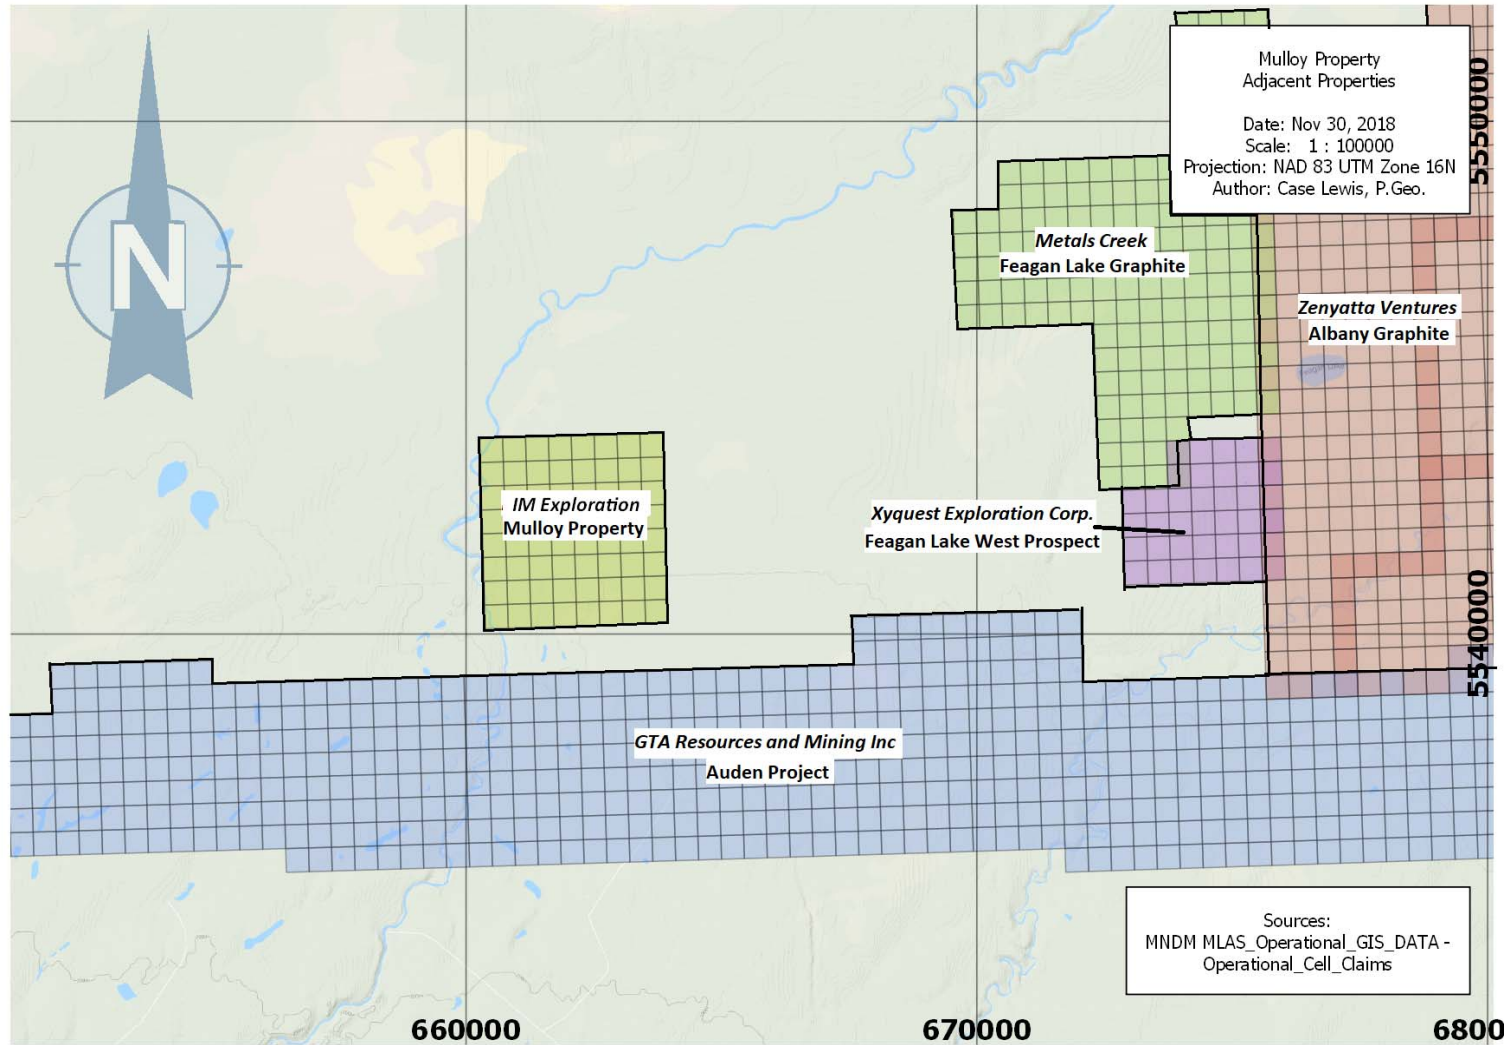 Mulloy Property
Adjacent Properties
Date: Nov 30, 2018
Scale: 1 : 100000
Projection: NAD 83 UTM Zone 16N
Author: Case Lewis, P.Geo.
5550000
N
Metals Creek
Feagan Lake Graphite
Zenyatta Ventures
Albany Graphite
IM Exploration
Mulloy Property
Xyquest Exploration Corp.
Feagan Lake West Prospect
5540000
GTA Resources and Mining Inc
Auden Project
Sources:
MNDM MLAS_Operational_GIS_DATA -
Operational_Cell_Claims
660000
670000
6800